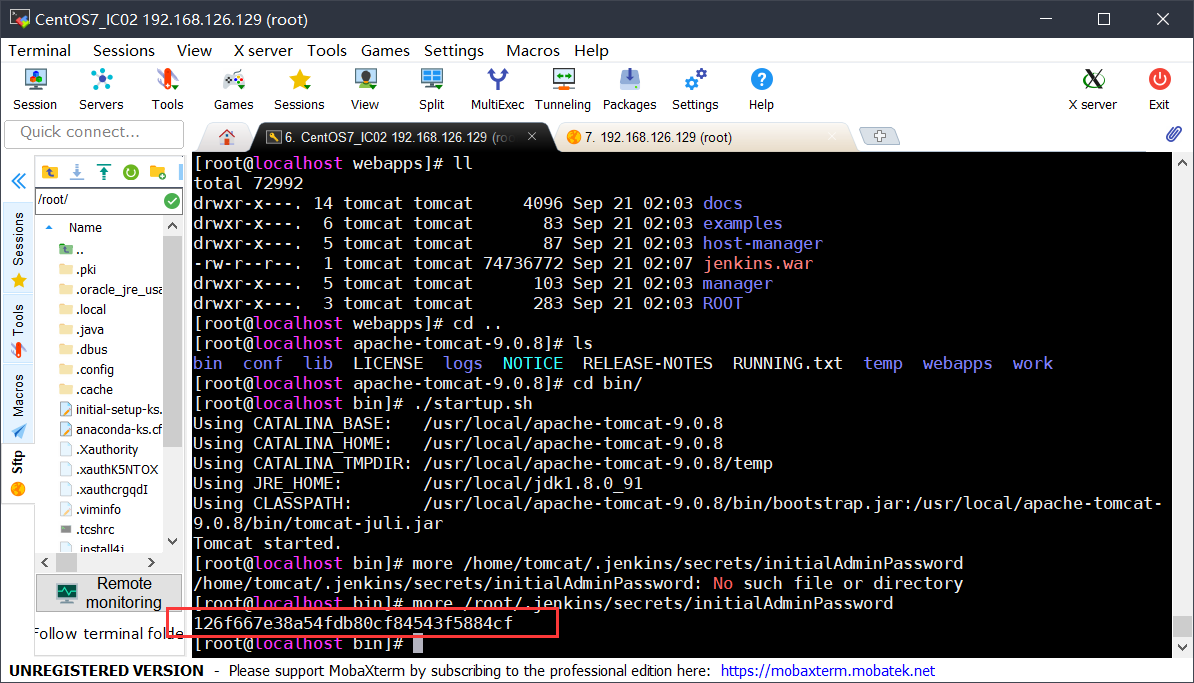 CentOS7_IC02 192.168.126.129 (root)
Terminal Sessions View X server Tools Games Settings Macros Help
Session Servers Tools Games Sessions View Split MultiExec Tunneling Packages Settings Help X server Exit
Quick connect...
6. CentOS7_IC02 192.168.126.129 (roc
7. 192.168.126.129 (root)
/root/
Name
..
.pki
.oracle_jre_usa
.local
.java
.dbus
.config
.cache
initial-setup-ks.
anaconda-ks.cf
.Xauthority
.xauthK5NTOX
.xauthcrgqdI
.viminfo
.tcshrc
.install4j
Remote
monitoring
Follow terminal folde
Sessions
Tools
Macros
Sftp
[root@localhost webapps]# ll
total 72992
drwxr-x---. 14 tomcat tomcat     4096 Sep 21 02:03 docs
drwxr-x---.  6 tomcat tomcat       83 Sep 21 02:03 examples
drwxr-x---.  5 tomcat tomcat       87 Sep 21 02:03 host-manager
-rw-r--r--.  1 tomcat tomcat 74736772 Sep 21 02:07 jenkins.war
drwxr-x---.  5 tomcat tomcat      103 Sep 21 02:03 manager
drwxr-x---.  3 tomcat tomcat      283 Sep 21 02:03 ROOT
[root@localhost webapps]# cd ..
[root@localhost apache-tomcat-9.0.8]# ls
bin  conf  lib  LICENSE  logs  NOTICE  RELEASE-NOTES  RUNNING.txt  temp  webapps  work
[root@localhost apache-tomcat-9.0.8]# cd bin/
[root@localhost bin]# ./startup.sh
Using CATALINA_BASE:   /usr/local/apache-tomcat-9.0.8
Using CATALINA_HOME:   /usr/local/apache-tomcat-9.0.8
Using CATALINA_TMPDIR: /usr/local/apache-tomcat-9.0.8/temp
Using JRE_HOME:        /usr/local/jdk1.8.0_91
Using CLASSPATH:       /usr/local/apache-tomcat-9.0.8/bin/bootstrap.jar:/usr/local/apache-tomcat-
9.0.8/bin/tomcat-juli.jar
Tomcat started.
[root@localhost bin]# more /home/tomcat/.jenkins/secrets/initialAdminPassword
/home/tomcat/.jenkins/secrets/initialAdminPassword: No such file or directory
[root@localhost bin]# more /root/.jenkins/secrets/initialAdminPassword
126f667e38a54fdb80cf84543f5884cf
[root@localhost bin]#
UNREGISTERED VERSION - Please support MobaXterm by subscribing to the professional edition here: https://mobaxterm.mobatek.net